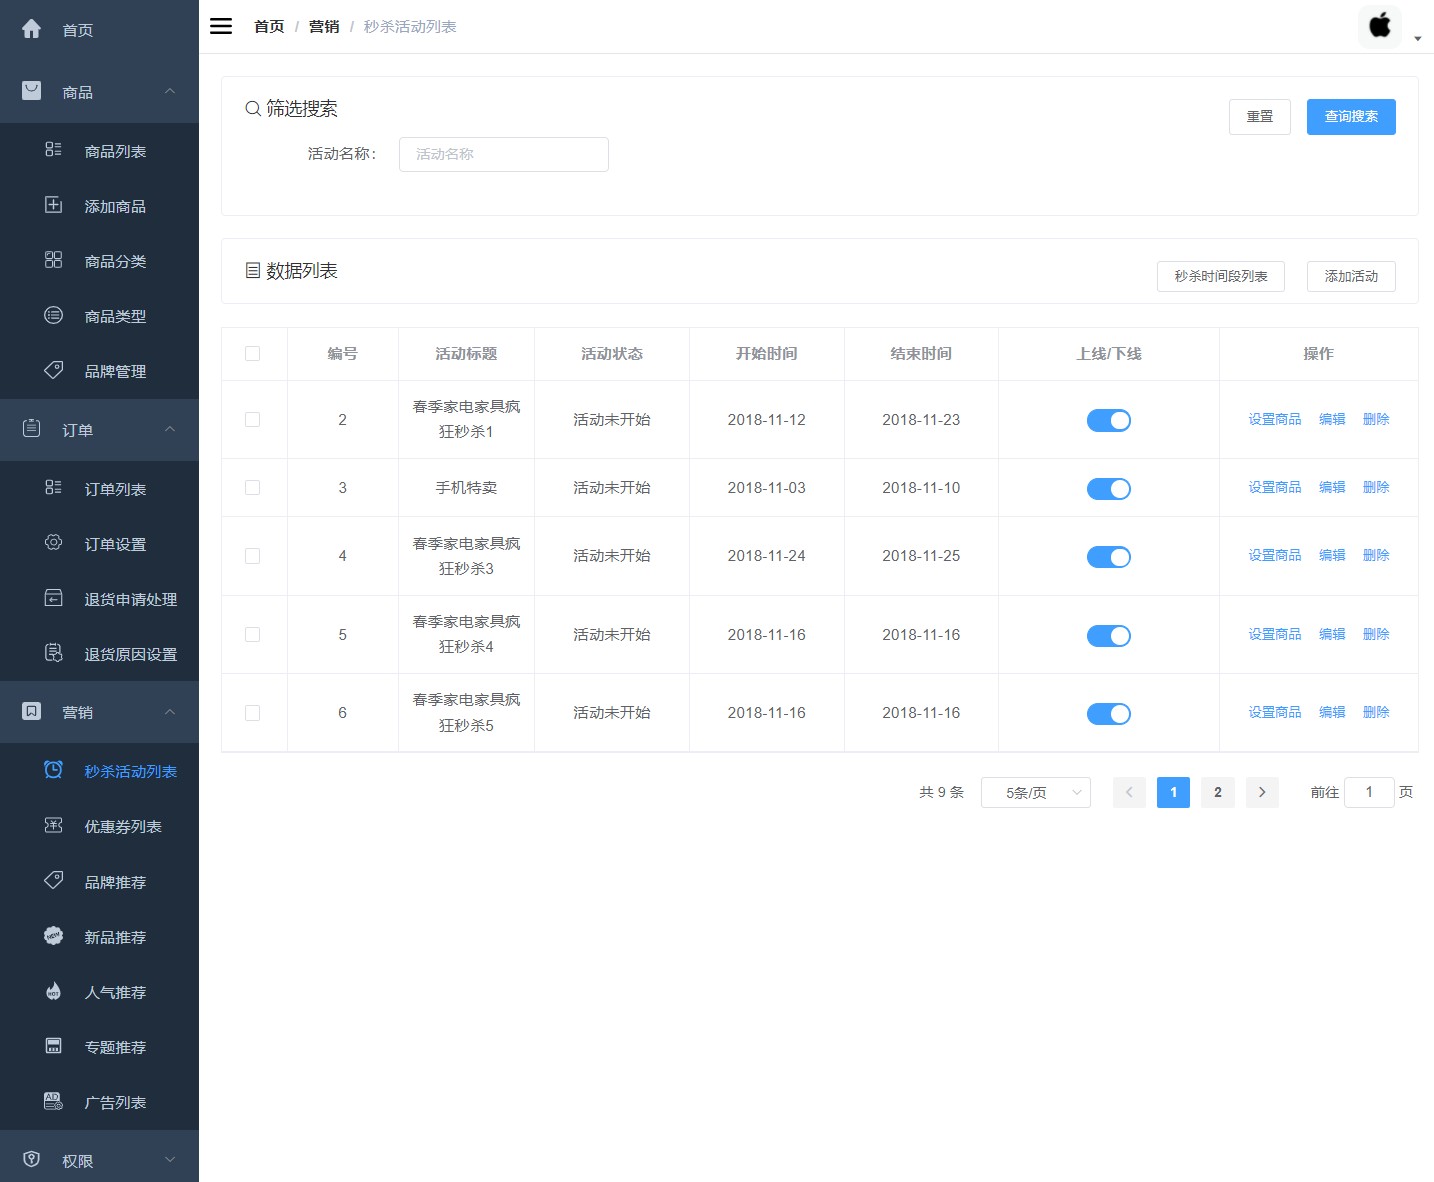 首页
商品
商品列表
添加商品
商品分类
商品类型
品牌管理
订单
订单列表
订单设置
退货申请处理
退货原因设置
营销
秒杀活动列表
优惠券列表
品牌推荐
新品推荐
人气推荐
专题推荐
广告列表
权限
首页 / 营销 / 秒杀活动列表
筛选搜索
重置 查询搜索
活动名称： 活动名称
数据列表
秒杀时间段列表 添加活动
编号 活动标题 活动状态 开始时间 结束时间 上线/下线 操作
2 春季家电家具疯狂秒杀1 活动未开始 2018-11-12 2018-11-23 设置商品 编辑 删除
3 手机特卖 活动未开始 2018-11-03 2018-11-10 设置商品 编辑 删除
4 春季家电家具疯狂秒杀3 活动未开始 2018-11-24 2018-11-25 设置商品 编辑 删除
5 春季家电家具疯狂秒杀4 活动未开始 2018-11-16 2018-11-16 设置商品 编辑 删除
6 春季家电家具疯狂秒杀5 活动未开始 2018-11-16 2018-11-16 设置商品 编辑 删除
共 9 条 5条/页 1 2 前往 1 页